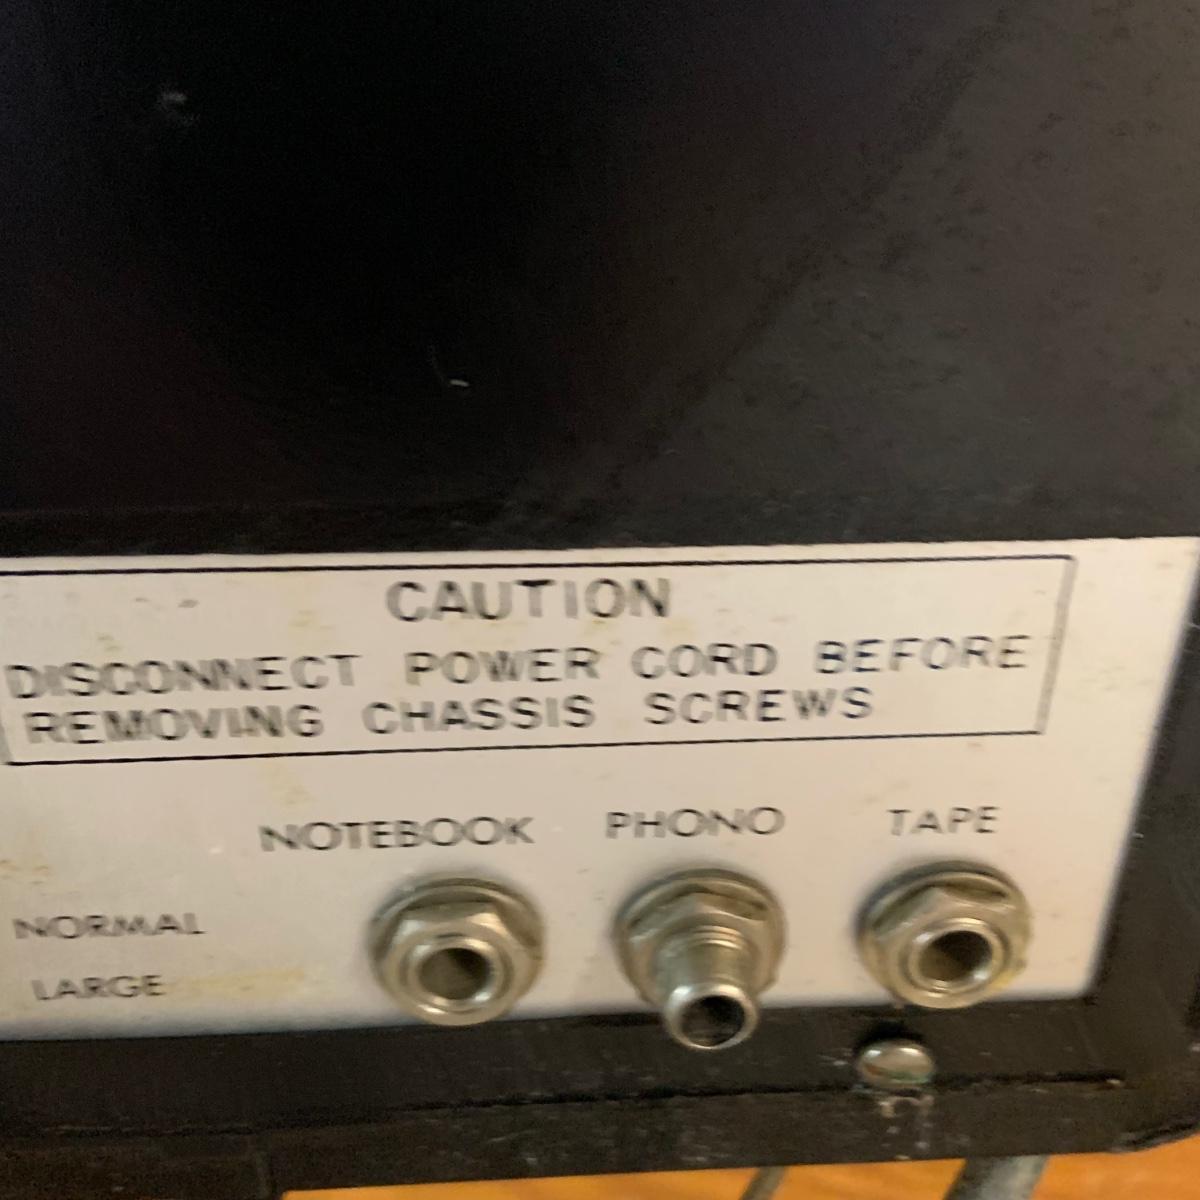 CAUTION
DISCONNECT POWER CORD BEFORE
REMOVING CHASSIS SCREWS
NOTEBOOK PHONO TAPE
NORMAL
LARGE